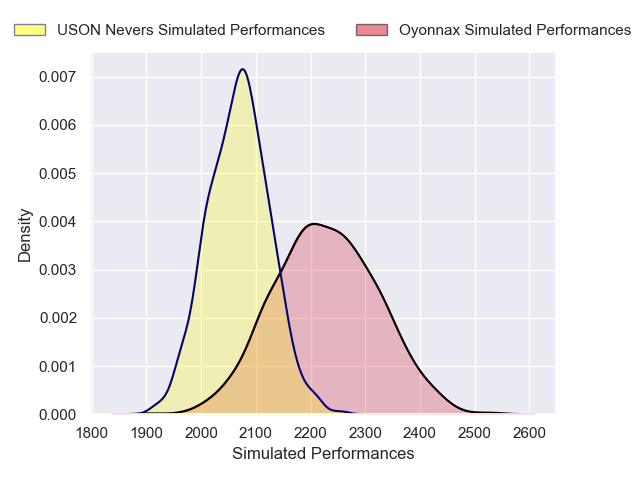 USON Nevers Simulated Performances Oyonnax Simulated Performances
0.007
0.006
0.005
0.004
0.003
0.002
0.001
0.000
Density
1800 1900 2000 2100 2200 2300 2400 2500 2600
Simulated Performances